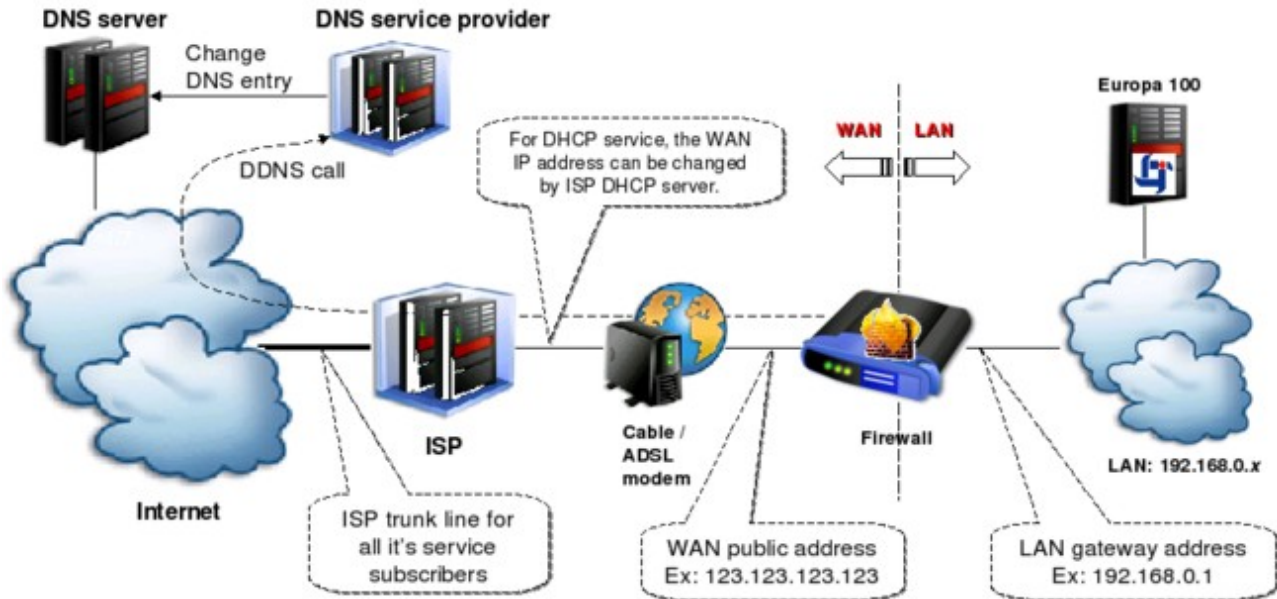 DNS server
DNS service provider
Change
DNS entry
DDNS call
For DHCP service, the WAN
IP address can be changed
by ISP DHCP server.
WAN
LAN
Europa 100
Internet
ISP
Cable /
ADSL
modem
Firewall
LAN: 192.168.0.x
ISP trunk line for
all it's service
subscribers
WAN public address
Ex: 123.123.123.123
LAN gateway address
Ex: 192.168.0.1